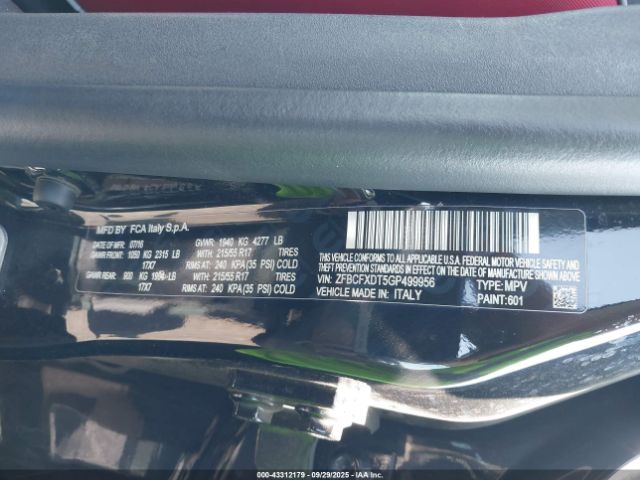 MFD BY FCA Italy S.p.A.
DATE OF MFR: 07/16 GVWR: 1940 KG 4277 LB
GAWR FRONT: 1050 KG 2315 LB WITH: 215/55 R17 TIRES
17X7 RIMS AT: 240 KPA(35 PSI) COLD
GAWR REAR: 900 KG 1984 LB WITH: 215/55 R17 TIRES
17X7 RIMS AT: 240 KPA(35 PSI) COLD
THIS VEHICLE CONFORMS TO ALL APPLICABLE U.S.A. FEDERAL MOTOR VEHICLE SAFETY
BUMPER, AND THEFT PREVENTION STANDARDS IN EFFECT ON THE DATE OF MFR SHOWN ABOVE
VIN: ZFBCFXDT5GP499956 TYPE: MPV
VEHICLE MADE IN: ITALY PAINT: 601
000-43312179 - 09/29/2025 - IAAI.COM